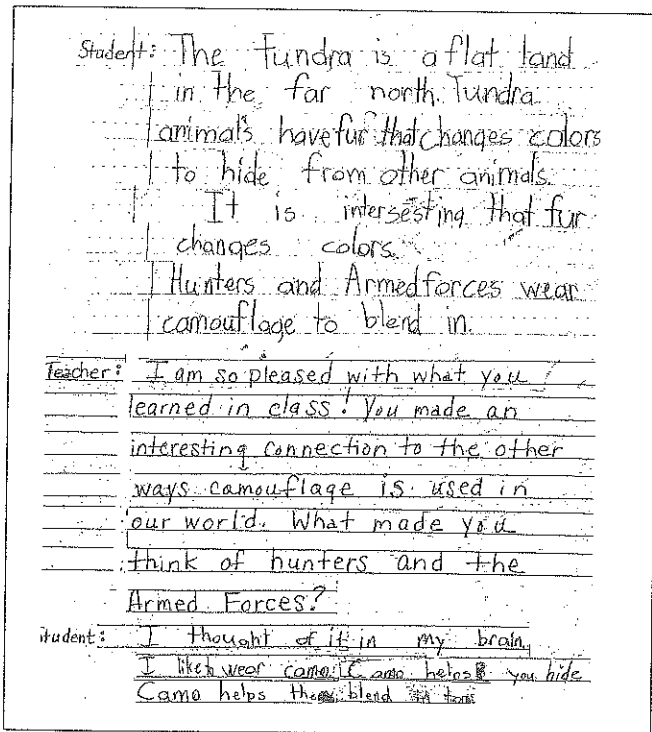 Student: The Tundra is a flat land
in the far north. Tundra
animals have fur that changes colors
to hide from other animals.
It is intersesting that fur
changes colors.
Hunters and Armed forces wear
camouflage to blend in.
Teacher: I am so pleased with what you
learned in class! You made an
interesting connection to the other
ways camouflage is used in
our world. What made you
think of hunters and the
Armed Forces?
student: I thought of it in my brain.
I like wear camo. Camo helps you hide
Camo helps them blend in too